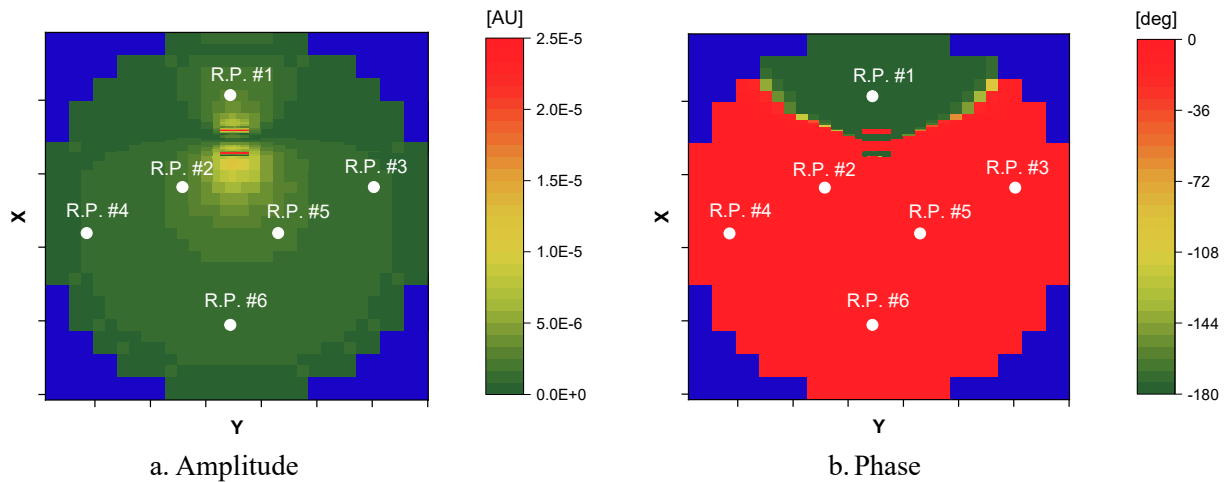 [AU]
2.5E-5
2.0E-5
1.5E-5
1.0E-5
5.0E-6
0.0E+0
R.P. #1
R.P. #2
R.P. #3
R.P. #4
R.P. #5
R.P. #6
X
Y
a. Amplitude
[deg]
0
-36
-72
-108
-144
-180
R.P. #1
R.P. #2
R.P. #3
R.P. #4
R.P. #5
R.P. #6
X
Y
b. Phase